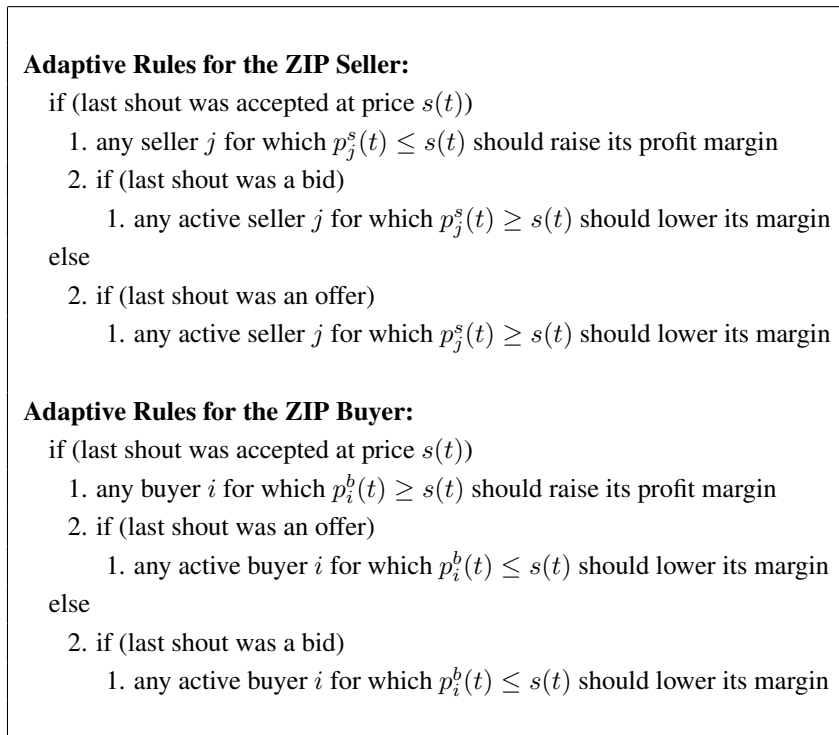 Adaptive Rules for the ZIP Seller:
if (last shout was accepted at price s(t))
1. any seller j for which p_j^s(t) ≤ s(t) should raise its profit margin
2. if (last shout was a bid)
1. any active seller j for which p_j^s(t) ≥ s(t) should lower its margin
else
2. if (last shout was an offer)
1. any active seller j for which p_j^s(t) ≥ s(t) should lower its margin
Adaptive Rules for the ZIP Buyer:
if (last shout was accepted at price s(t))
1. any buyer i for which p_i^b(t) ≥ s(t) should raise its profit margin
2. if (last shout was an offer)
1. any active buyer i for which p_i^b(t) ≤ s(t) should lower its margin
else
2. if (last shout was a bid)
1. any active buyer i for which p_i^b(t) ≤ s(t) should lower its margin